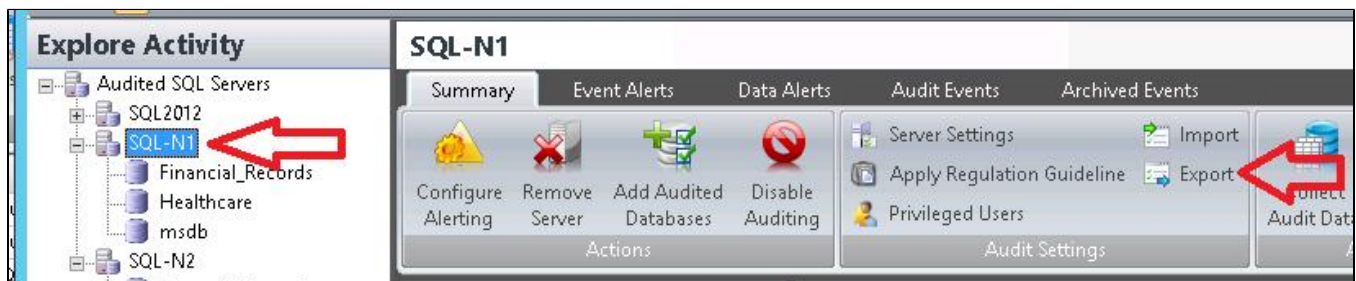 Explore Activity
Audited SQL Servers
SQL2012
SQL-N1
Financial_Records
Healthcare
msdb
SQL-N2
SQL-N1
Summary
Event Alerts
Data Alerts
Audit Events
Archived Events
Configure Alerting
Remove Server
Add Audited Databases
Disable Auditing
Actions
Server Settings
Apply Regulation Guideline
Privileged Users
Import
Export
Audit Settings
Audit Dat